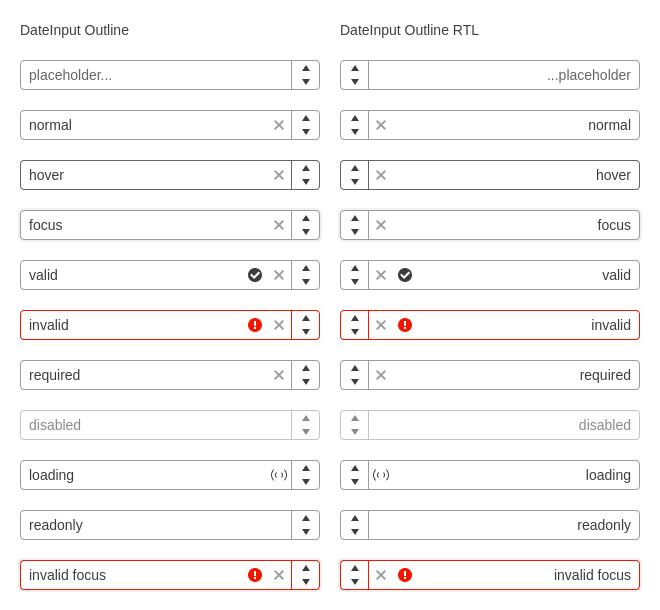 DateInput Outline
DateInput Outline RTL
placeholder...
...placeholder
normal
normal
hover
hover
focus
focus
valid
valid
invalid
invalid
required
required
disabled
disabled
loading
loading
readonly
readonly
invalid focus
invalid focus